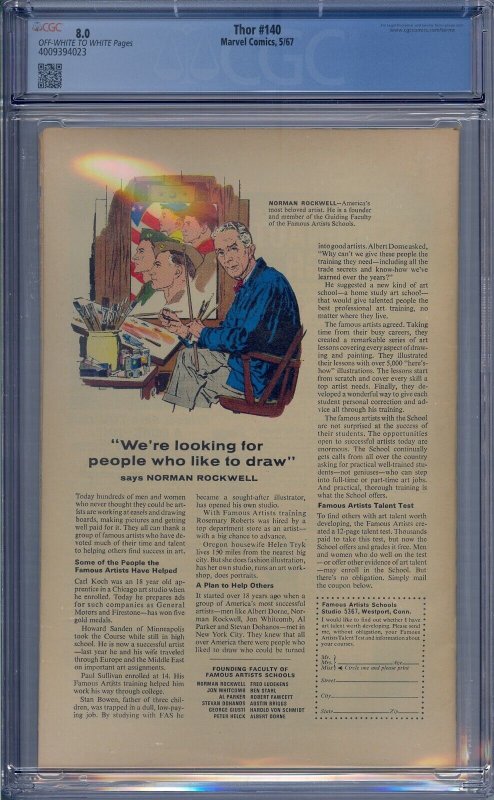 CGC
8.0
OFF-WHITE TO WHITE Pages
4009394023
Thor #140
Marvel Comics, 5/67
NORMAN ROCKWELL—America's
most beloved artist. He is a founder
and member of the Guiding Faculty
of the Famous Artists Schools.
"We're looking for
people who like to draw"
says NORMAN ROCKWELL
Today hundreds of men and women
who never thought they could be art-
ists are working at easels and drawing
boards, making pictures and getting
well paid for it. They all can thank a
group of famous artists who have de-
voted much of their time and talent
to helping others find success in art.
Some of the People the
Famous Artists Have Helped
Carl Koch was an 18 year old ap-
prentice in a Chicago art studio when
he enrolled. Today he prepares ads
for such companies as General
Motors and Firestone—has won five
gold medals.
Howard Sanden of Minneapolis
took the Course while still in high
school. He is now a successful artist
—last year he and his wife traveled
through Europe and the Middle East
on important art assignments.
Paul Sullivan enrolled at 14. His
Famous Artists training helped him
work his way through college.
Stan Bowen, father of three chil-
dren, was trapped in a dull, low-pay-
ing job. By studying with FAS he
became a sought-after illustrator,
has opened his own studio.
With Famous Artists training
Rosemary Roberts was hired by a
top department store as an artist—
with a big chance to advance.
Oregon housewife Helen Teyk
lives 190 miles from the nearest big
city. But she does fashion illustration,
has her own studio, runs an art work-
shop, does portraits.
A Plan to Help Others
It started over 18 years ago when a
group of America's most successful
artists—men like Albert Dorne, Nor-
man Rockwell, Jon Whitcomb, Al
Parker and Stevan Dohanos—met in
New York City. They knew that all
over America there were people who
liked to draw who could be turned
FOUNDING FACULTY OF
FAMOUS ARTISTS SCHOOLS
NORMAN ROCKWELL FRED LUDEKENS
JON WHITCOMB BEN STAHL
AL PARKER ROBERT FAWCETT
STEVAN DOHANOS AUSTIN BRIGGS
GEORGE GIUSTI HAROLD VON SCHMIDT
PETER HELCK ALBERT DORNE
into good artists. Albert Dorne asked,
"Why can't we give these people the
training they need—including all the
trade secrets and know-how we've
learned over the years?"
He suggested a new kind of art
school—a home study art school—
that would give talented people the
best professional art training, no
matter where they live.
The famous artists agreed. Taking
time from their busy careers, they
created a remarkable series of art
lessons covering every aspect of draw-
ing and painting. They illustrated
their lessons with over 5,000 "here's-
how" illustrations. The lessons start
from scratch and cover every skill a
top artist needs. Finally, they de-
veloped a wonderful way to give each
student personal correction and ad-
vice all through his training.
The famous artists with the School
are not surprised at the success of
their students. The opportunities
open to successful artists today are
enormous. The School continually
gets calls from all over the country
asking for practical well-trained stu-
dents—not geniuses—who can step
into full-time or part-time art jobs.
And practical, thorough training is
what the School offers.
Famous Artists Talent Test
To find others with art talent worth
developing, the Famous Artists cre-
ated a 12-page talent test. Thousands
paid to take this test, but now the
School offers and grades it free. Men
and women who do well on the test
—or offer other evidence of art talent
—may enroll in the School. But
there's no obligation. Simply mail
the coupon below.
Famous Artists Schools
Studio 5267, Westport, Conn.
I would like to find out whether I have
art talent worth developing. Please send
me, without obligation, your Famous
Artists Talent Test and information about
your courses.
Mr.
Mrs. Age
Miss Circle one and please print
Street
City
State Zip